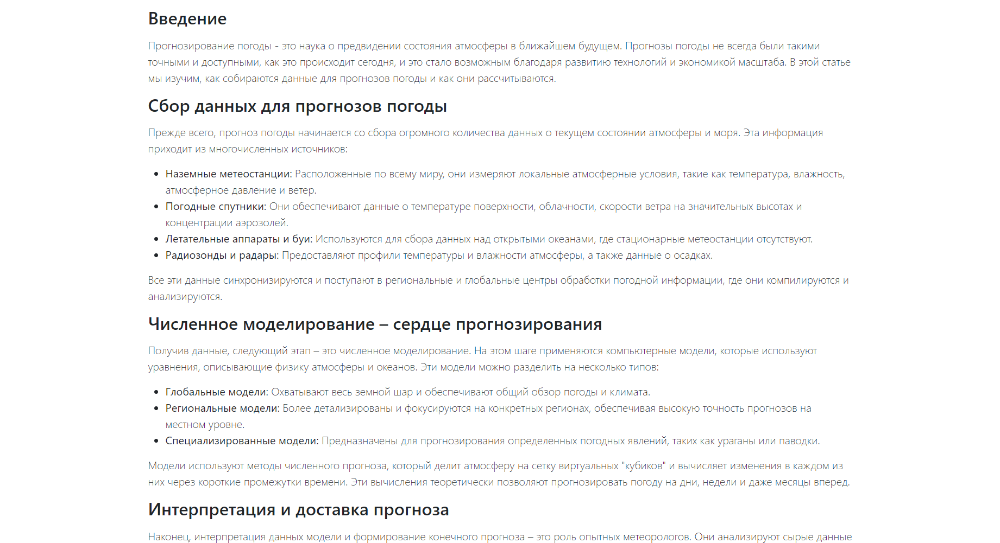 Введение
Прогнозирование погоды - это наука о предвидении состояния атмосферы в ближайшем будущем. Прогнозы погоды не всегда были такими
точными и доступными, как это происходит сегодня, и это стало возможным благодаря развитию технологий и экономикой масштаба. В этой статье
мы изучим, как собираются данные для прогнозов погоды и как они рассчитываются.
Сбор данных для прогнозов погоды
Прежде всего, прогноз погоды начинается со сбора огромного количества данных о текущем состоянии атмосферы и моря. Эта информация
приходит из многочисленных источников:
• Наземные метеостанции: Расположенные по всему миру, они измеряют локальные атмосферные условия, такие как температура, влажность,
атмосферное давление и ветер.
• Погодные спутники: Они обеспечивают данные о температуре поверхности, облачности, скорости ветра на значительных высотах и
концентрации аэрозолей.
• Летательные аппараты и буи: Используются для сбора данных над открытыми океанами, где стационарные метеостанции отсутствуют.
• Радиозонды и радары: Предоставляют профили температуры и влажности атмосферы, а также данные о осадках.
Все эти данные синхронизируются и поступают в региональные и глобальные центры обработки погодной информации, где они компилируются и
анализируются.
Численное моделирование – сердце прогнозирования
Получив данные, следующий этап – это численное моделирование. На этом шаге применяются компьютерные модели, которые используют
уравнения, описывающие физику атмосферы и океанов. Эти модели можно разделить на несколько типов:
• Глобальные модели: Охватывают весь земной шар и обеспечивают общий обзор погоды и климата.
• Региональные модели: Более детализированы и фокусируются на конкретных регионах, обеспечивая высокую точность прогнозов на
местном уровне.
• Специализированные модели: Предназначены для прогнозирования определенных погодных явлений, таких как ураганы или паводки.
Модели используют методы численного прогноза, который делит атмосферу на сетку виртуальных "кубиков" и вычисляет изменения в каждом из
них через короткие промежутки времени. Эти вычисления теоретически позволяют прогнозировать погоду на дни, недели и даже месяцы вперед.
Интерпретация и доставка прогноза
Наконец, интерпретация данных модели и формирование конечного прогноза – это роль опытных метеорологов. Они анализируют сырые данные